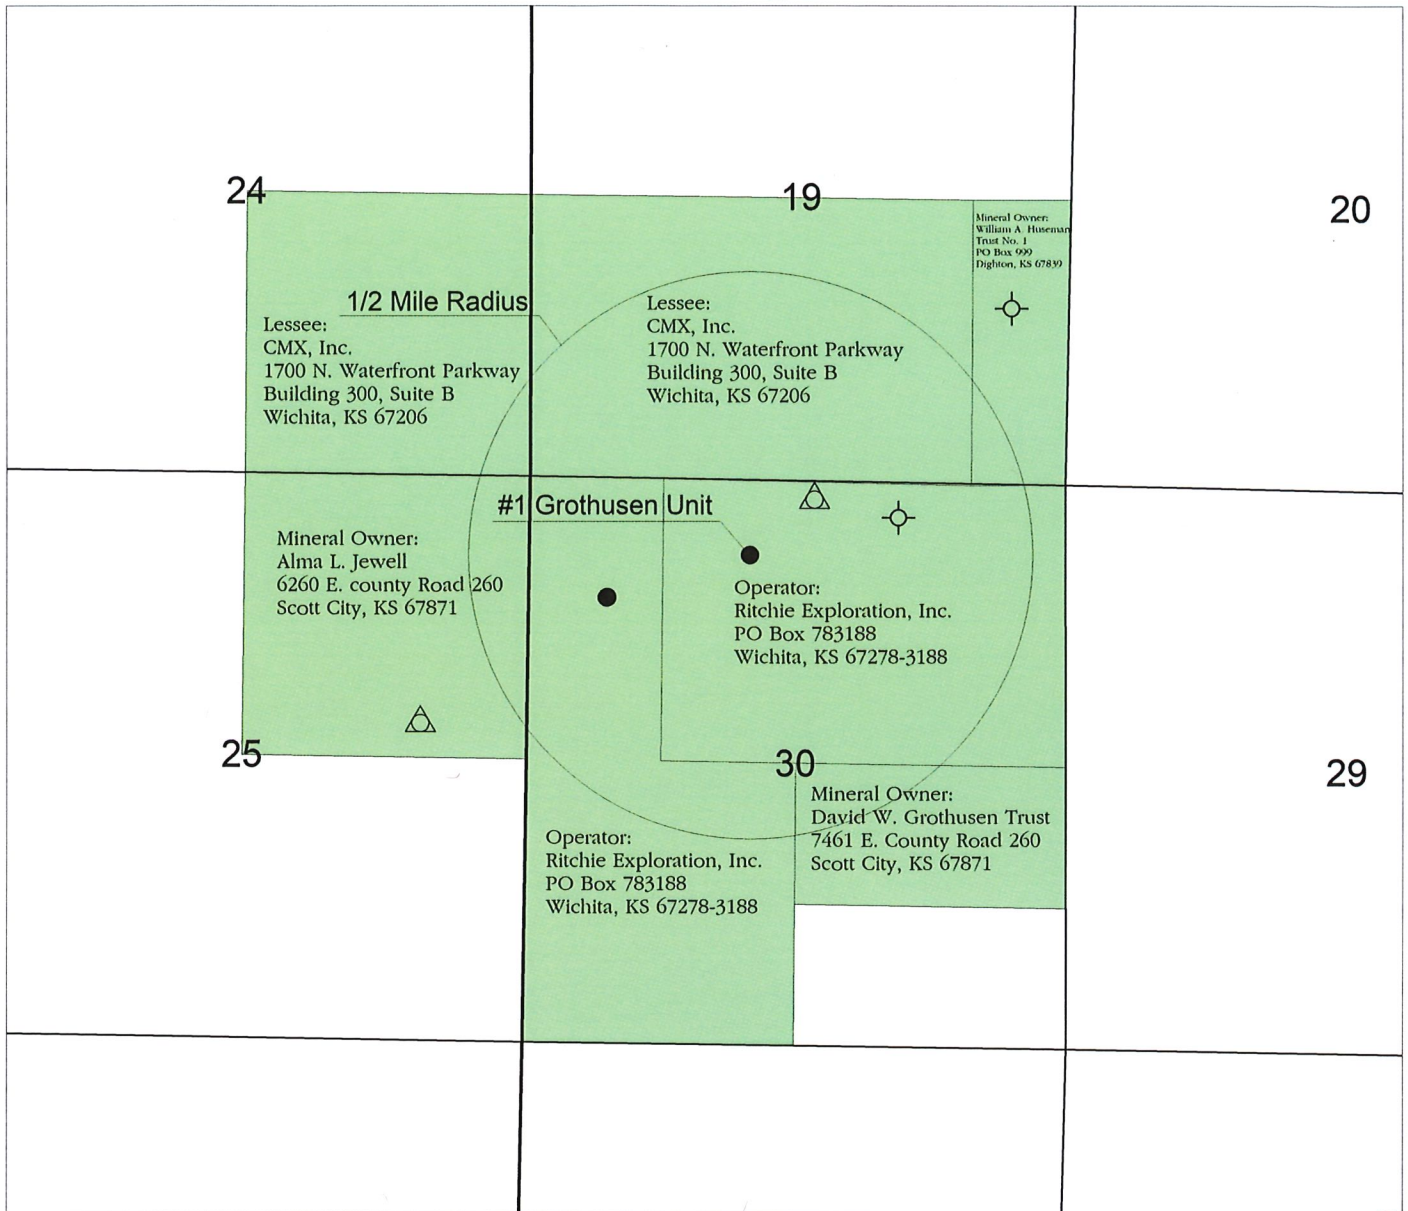 24
19
20
Mineral Owner:
William A. Huseman
Trust No. 1
PO Box 999
Dighton, KS 67839
1/2 Mile Radius
Lessee:
CMX, Inc.
1700 N. Waterfront Parkway
Building 300, Suite B
Wichita, KS 67206
Lessee:
CMX, Inc.
1700 N. Waterfront Parkway
Building 300, Suite B
Wichita, KS 67206
#1 Grothusen Unit
Mineral Owner:
Alma L. Jewell
6260 E. county Road 260
Scott City, KS 67871
Operator:
Ritchie Exploration, Inc.
PO Box 783188
Wichita, KS 67278-3188
25
30
29
Mineral Owner:
David W. Grothusen Trust
7461 E. County Road 260
Scott City, KS 67871
Operator:
Ritchie Exploration, Inc.
PO Box 783188
Wichita, KS 67278-3188